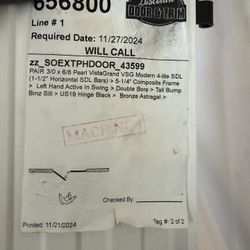 656800
Discount
DOOR & TRIM
Line # 1
Required Date: 11/27/2024
WILL CALL
zz_SOEXTPHDOOR_43599
PAIR 3/0 x 6/8 Pearl VistaGrand VSG Modern 4-lite SDL
(1-1/2" Horizontal SDL Bars) > 5-1/4" Composite Frame
> Left Hand Active In Swing > Double Bore > Tall Bump
Brnz Sill > US19 Hinge Black > Bronze Astragal >
MACHINE
Checked By:
Printed: 11/21/2024
Tag #: 2 of 2